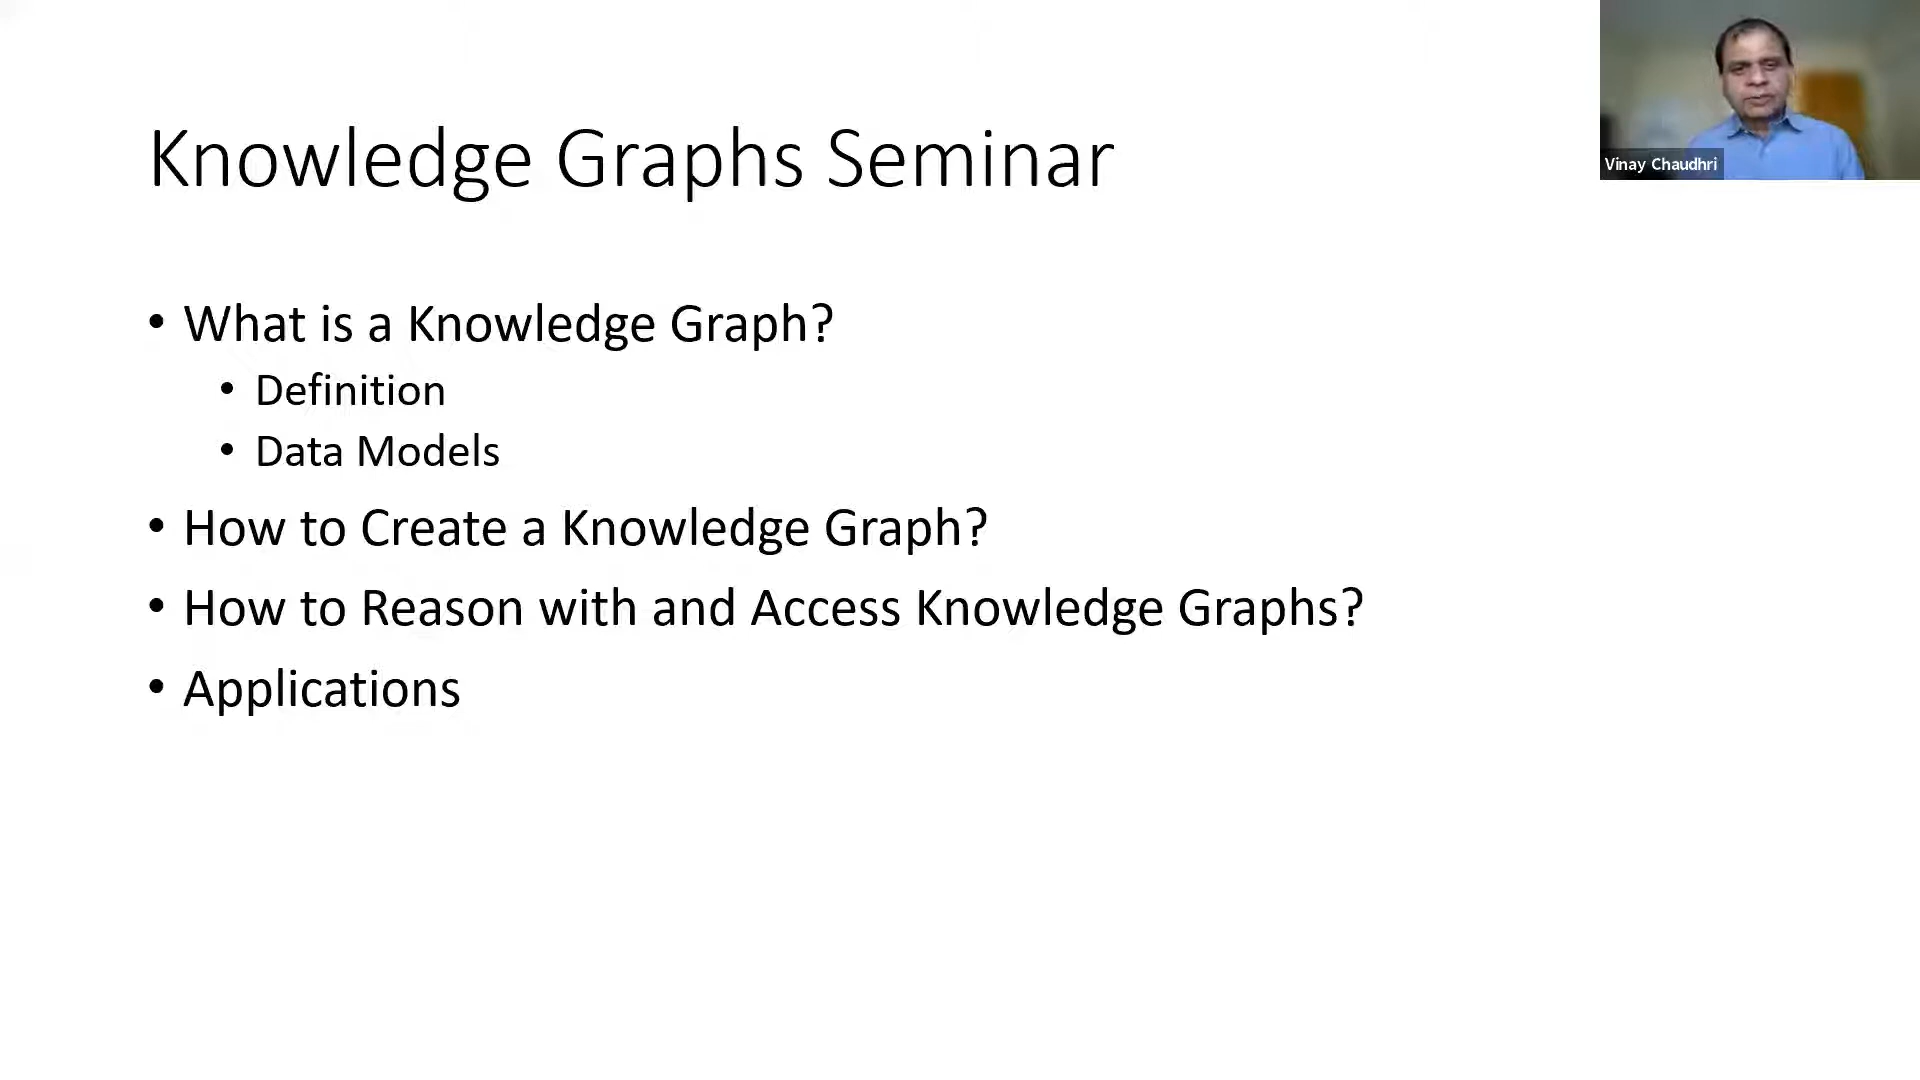 Knowledge Graphs Seminar
Vinay Chaudhri
• What is a Knowledge Graph?
• Definition
• Data Models
• How to Create a Knowledge Graph?
• How to Reason with and Access Knowledge Graphs?
• Applications